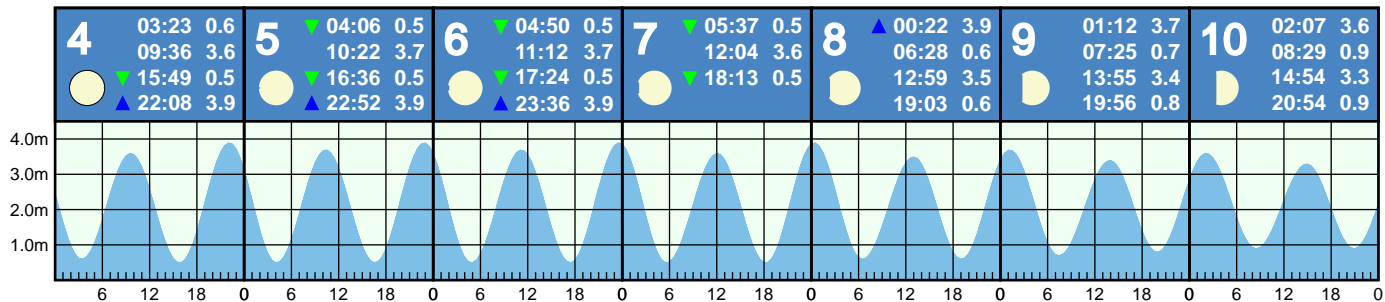 4
03:23 0.6
09:36 3.6
▼ 15:49 0.5
▲ 22:08 3.9
5
▼ 04:06 0.5
10:22 3.7
▼ 16:36 0.5
▲ 22:52 3.9
6
▼ 04:50 0.5
11:12 3.7
▼ 17:24 0.5
▲ 23:36 3.9
7
▼ 05:37 0.5
12:04 3.6
▼ 18:13 0.5
8
▲ 00:22 3.9
06:28 0.6
12:59 3.5
19:03 0.6
9
01:12 3.7
07:25 0.7
13:55 3.4
19:56 0.8
10
02:07 3.6
08:29 0.9
14:54 3.3
20:54 0.9
4.0m
3.0m
2.0m
1.0m
6 12 18 0 6 12 18 0 6 12 18 0 6 12 18 0 6 12 18 0 6 12 18 0 6 12 18 0